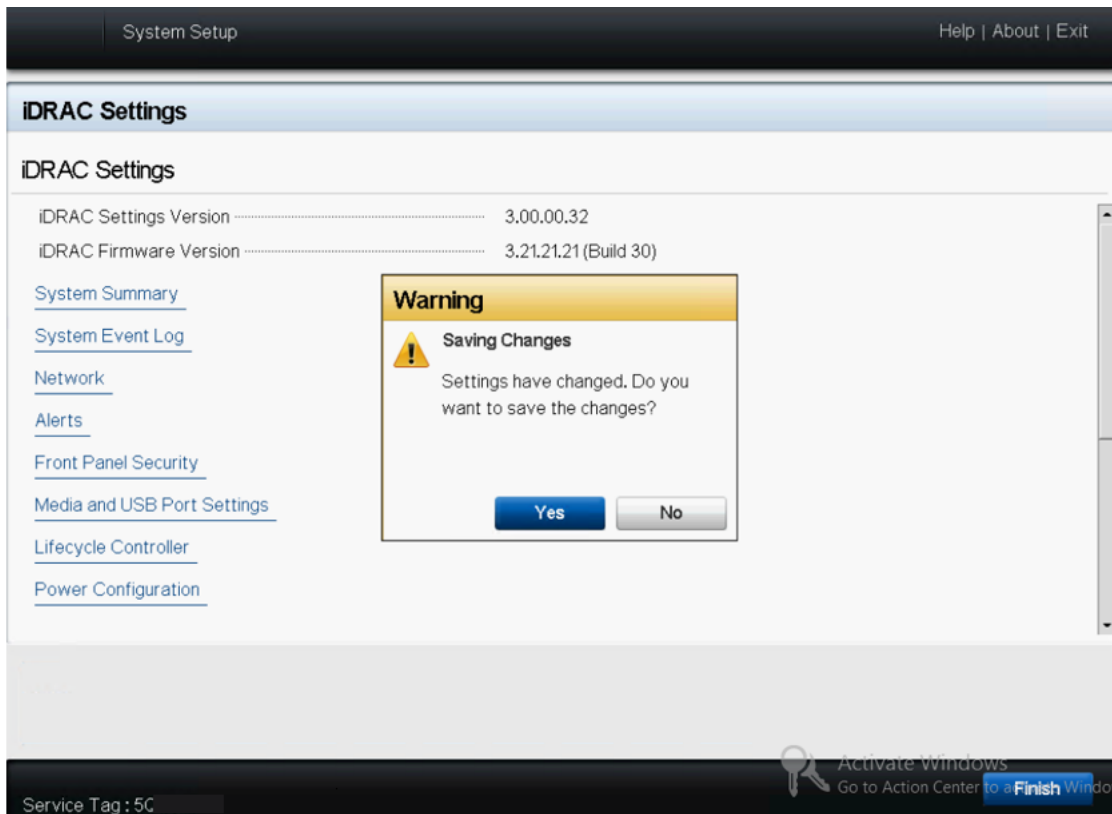 System Setup
Help | About | Exit
iDRAC Settings
iDRAC Settings
iDRAC Settings Version 3.00.00.32
iDRAC Firmware Version 3.21.21.21 (Build 30)
System Summary
System Event Log
Network
Alerts
Front Panel Security
Media and USB Port Settings
Lifecycle Controller
Power Configuration
Warning
Saving Changes
Settings have changed. Do you
want to save the changes?
Yes No
Activate Windows
Go to Action Center to
Finish
Service Tag: